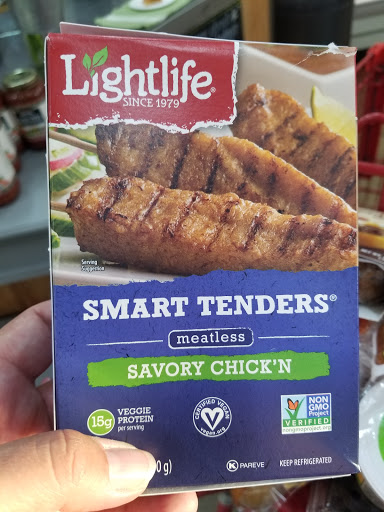 Lightlife®
SINCE 1979
Serving
Suggestion
SMART TENDERS®
meatless
SAVORY CHICK'N
15g VEGGIE
PROTEIN
per serving
CERTIFIED VEGAN
vegan.org
NON
GMO
Project
VERIFIED
nongmoproject.org
0 g)
K PAREVE
KEEP REFRIGERATED